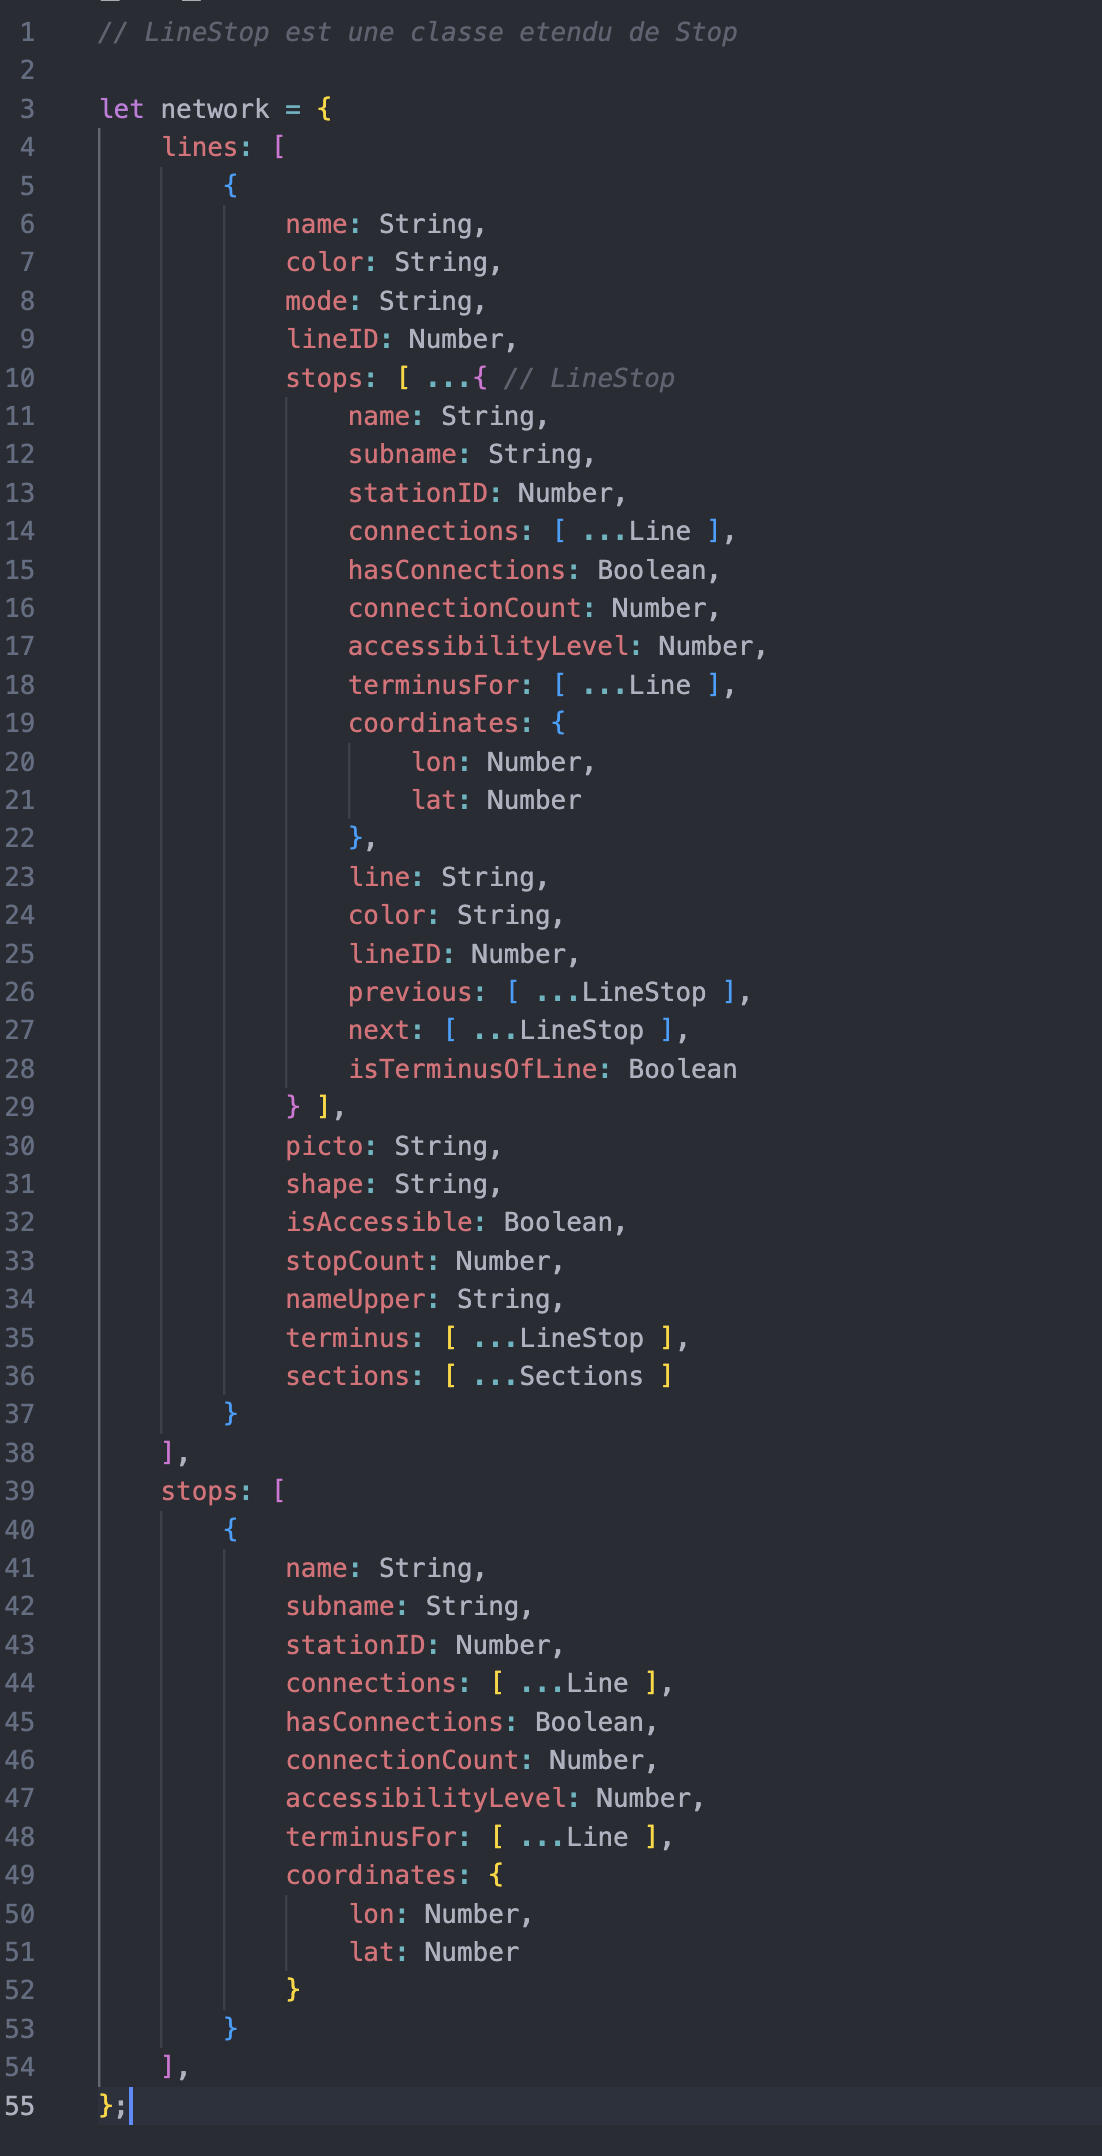 1 // LineStop est une classe etendu de Stop
2
3 let network = {
4 lines: [
5 {
6 name: String,
7 color: String,
8 mode: String,
9 lineID: Number,
10 stops: [ ...{ // LineStop
11 name: String,
12 subname: String,
13 stationID: Number,
14 connections: [ ...Line ],
15 hasConnections: Boolean,
16 connectionCount: Number,
17 accessibilityLevel: Number,
18 terminusFor: [ ...Line ],
19 coordinates: {
20 lon: Number,
21 lat: Number
22 },
23 line: String,
24 color: String,
25 lineID: Number,
26 previous: [ ...LineStop ],
27 next: [ ...LineStop ],
28 isTerminusOfLine: Boolean
29 } ],
30 picto: String,
31 shape: String,
32 isAccessible: Boolean,
33 stopCount: Number,
34 nameUpper: String,
35 terminus: [ ...LineStop ],
36 sections: [ ...Sections ]
37 }
38 ],
39 stops: [
40 {
41 name: String,
42 subname: String,
43 stationID: Number,
44 connections: [ ...Line ],
45 hasConnections: Boolean,
46 connectionCount: Number,
47 accessibilityLevel: Number,
48 terminusFor: [ ...Line ],
49 coordinates: {
50 lon: Number,
51 lat: Number
52 }
53 }
54 ],
55 };